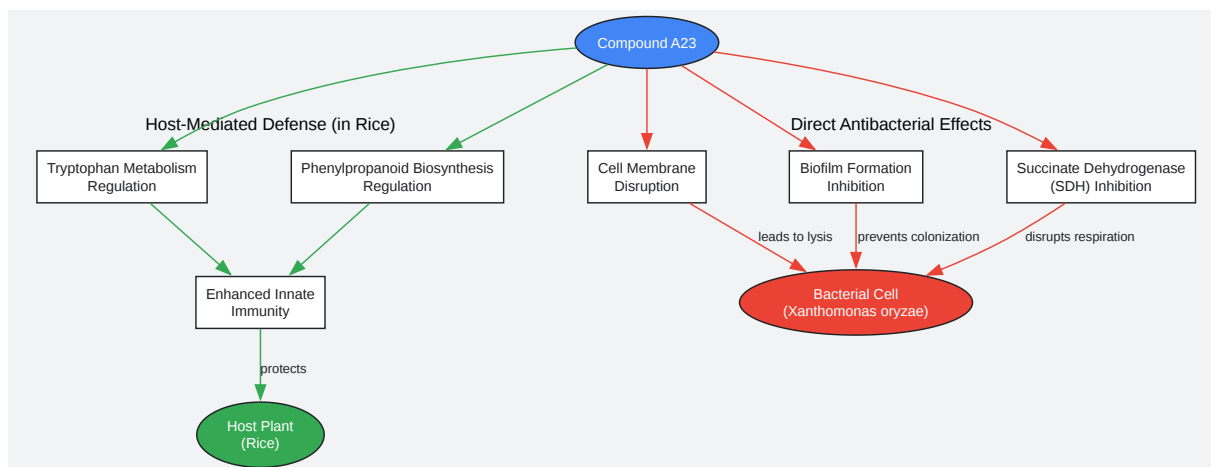 Compound A23
Host-Mediated Defense (in Rice)
Direct Antibacterial Effects
Tryptophan Metabolism
Regulation
Phenylpropanoid Biosynthesis
Regulation
Cell Membrane
Disruption
Biofilm Formation
Inhibition
Succinate Dehydrogenase
(SDH) Inhibition
leads to lysis
prevents colonization
disrupts respiration
Enhanced Innate
Immunity
Bacterial Cell
(Xanthomonas oryzae)
protects
Host Plant
(Rice)